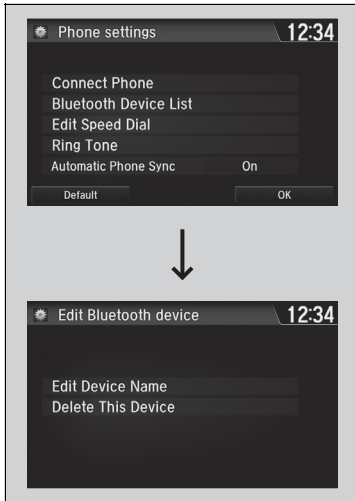 Phone settings 12:34
Connect Phone
Bluetooth Device List
Edit Speed Dial
Ring Tone
Automatic Phone Sync On
Default OK
Edit Bluetooth device 12:34
Edit Device Name
Delete This Device